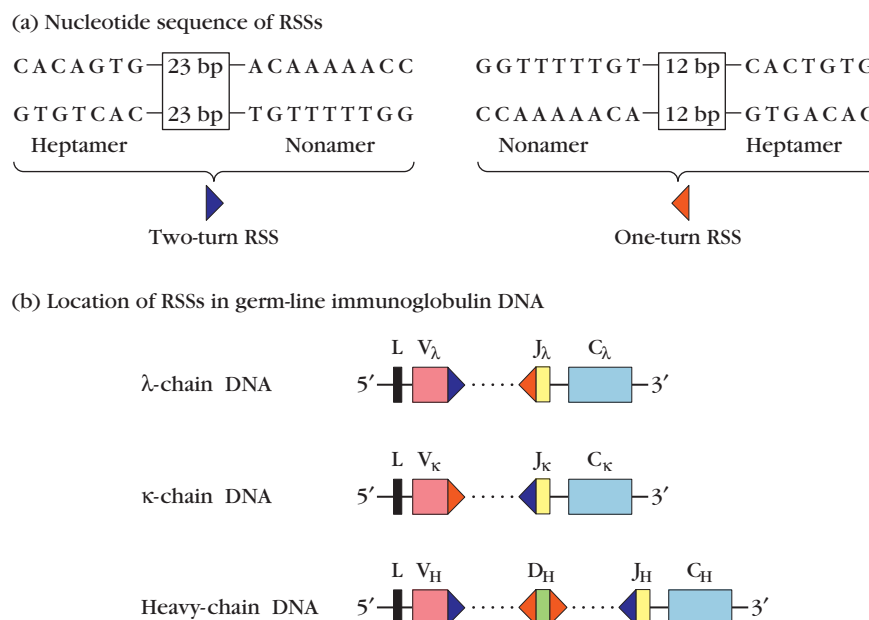 (a) Nucleotide sequence of RSSs
CACAGTG 23 bp ACAAAAACC GGTTTTTGT 12 bp CACTGTG
GTGTCAC 23 bp TGTTTTTGG CCAAAAACA 12 bp GTGACAC
Heptamer Nonamer Nonamer Heptamer
Two-turn RSS One-turn RSS
(b) Location of RSSs in germ-line immunoglobulin DNA
L Vλ Jλ Cλ
λ-chain DNA 5′ 3′
L Vκ Jκ Cκ
κ-chain DNA 5′ 3′
L VH DH JH CH
Heavy-chain DNA 5′ 3′